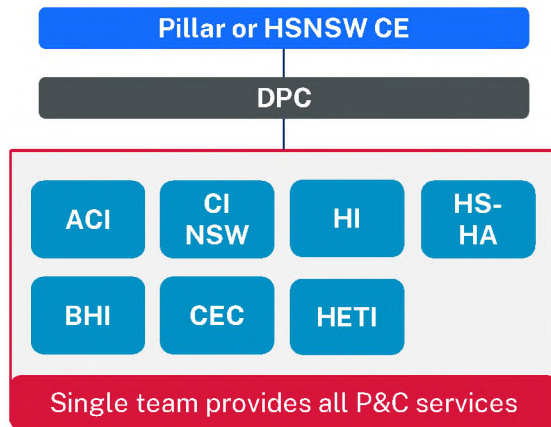 Pillar or HSNSW CE
DPC
ACI
CI
NSW
HI
HS-
HA
BHI
CEC
HETI
Single team provides all P&C services